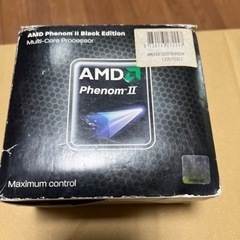 AMD Phenom II Black Edition
Multi-Core Processor
AMD
Phenom II
Maximum control